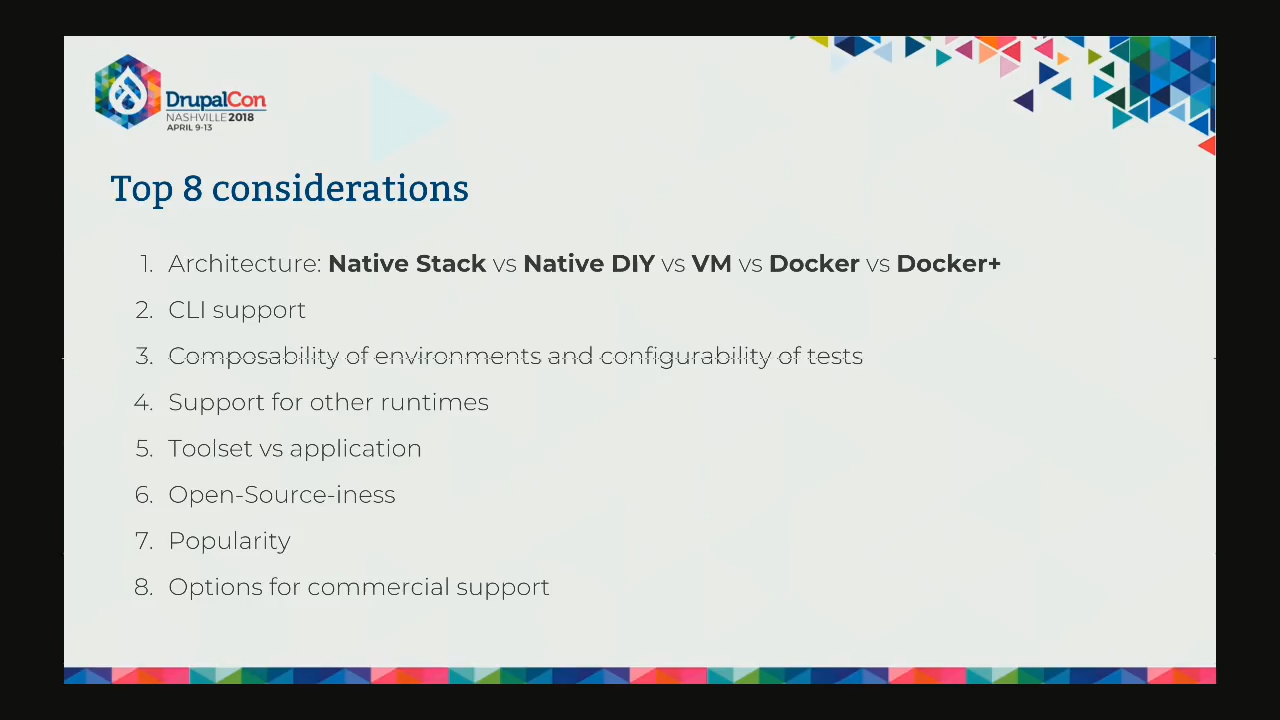 DrupalCon
NASHVILLE 2018
APRIL 9-13
Top 8 considerations
1. Architecture: Native Stack vs Native DIY vs VM vs Docker vs Docker+
2. CLI support
3. Composability of environments and configurability of tests
4. Support for other runtimes
5. Toolset vs application
6. Open-Source-iness
7. Popularity
8. Options for commercial support